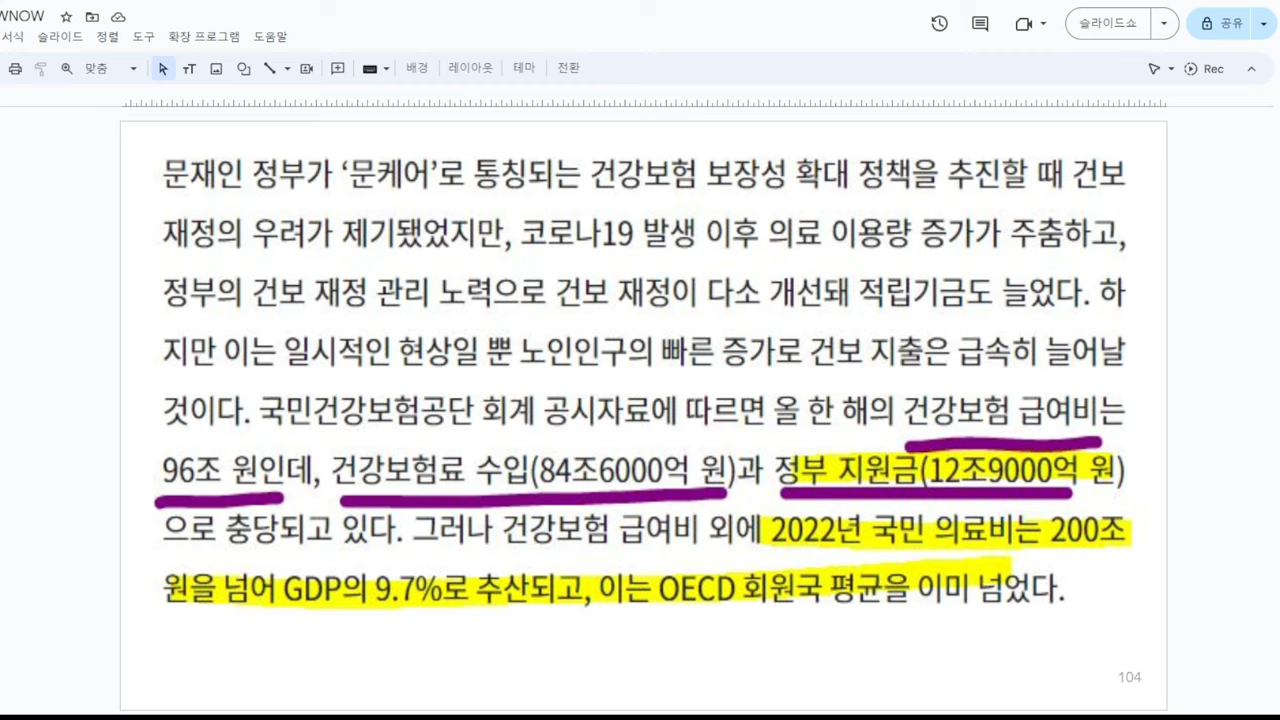 서식 슬라이드 정렬 도구 확장 프로그램 도움말
슬라이드쇼
공유
맞춤
배경 레이아웃 테마 전환
Rec
문재인 정부가 ‘문케어’로 통칭되는 건강보험 보장성 확대 정책을 추진할 때 건보
재정의 우려가 제기됐었지만, 코로나19 발생 이후 의료 이용량 증가가 주춤하고,
정부의 건보 재정 관리 노력으로 건보 재정이 다소 개선돼 적립기금도 늘었다. 하
지만 이는 일시적인 현상일 뿐 노인인구의 빠른 증가로 건보 지출은 급속히 늘어날
것이다. 국민건강보험공단 회계 공시자료에 따르면 올 한 해의 건강보험 급여비는
96조 원인데, 건강보험료 수입(84조6000억 원)과 정부 지원금(12조9000억 원)
으로 충당되고 있다. 그러나 건강보험 급여비 외에 2022년 국민 의료비는 200조
원을 넘어 GDP의 9.7%로 추산되고, 이는 OECD 회원국 평균을 이미 넘었다.
104